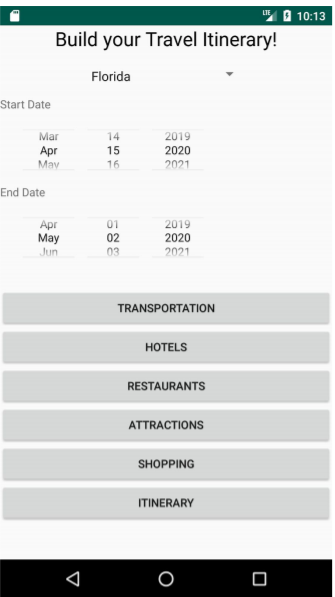 LTE 10:13
Build your Travel Itinerary!
Florida
Start Date
Mar 14 2019
Apr 15 2020
May 16 2021
End Date
Apr 01 2019
May 02 2020
Jun 03 2021
TRANSPORTATION
HOTELS
RESTAURANTS
ATTRACTIONS
SHOPPING
ITINERARY